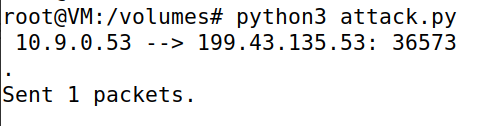 root@VM:/volumes# python3 attack.py
 10.9.0.53 --> 199.43.135.53: 36573
.
Sent 1 packets.